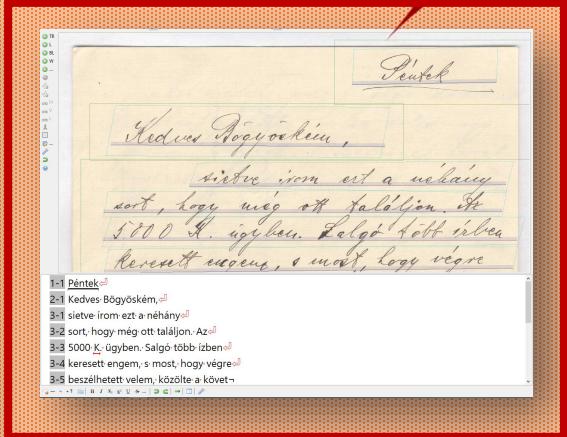 Péntek
Kedves Bögyöském,
sietve írom ezt a néhány
sort, hogy még ott találjon. Az
5000 K. ügyben. Salgó több ízben
keresett engem, s most, hogy végre
1-1 Péntek
2-1 Kedves Bögyöském,
3-1 sietve írom ezt a néhány
3-2 sort, hogy még ott találjon. Az
3-3 5000 K. ügyben. Salgó több ízben
3-4 keresett engem, s most, hogy végre
3-5 beszélhetett velem, közölte a követ¬